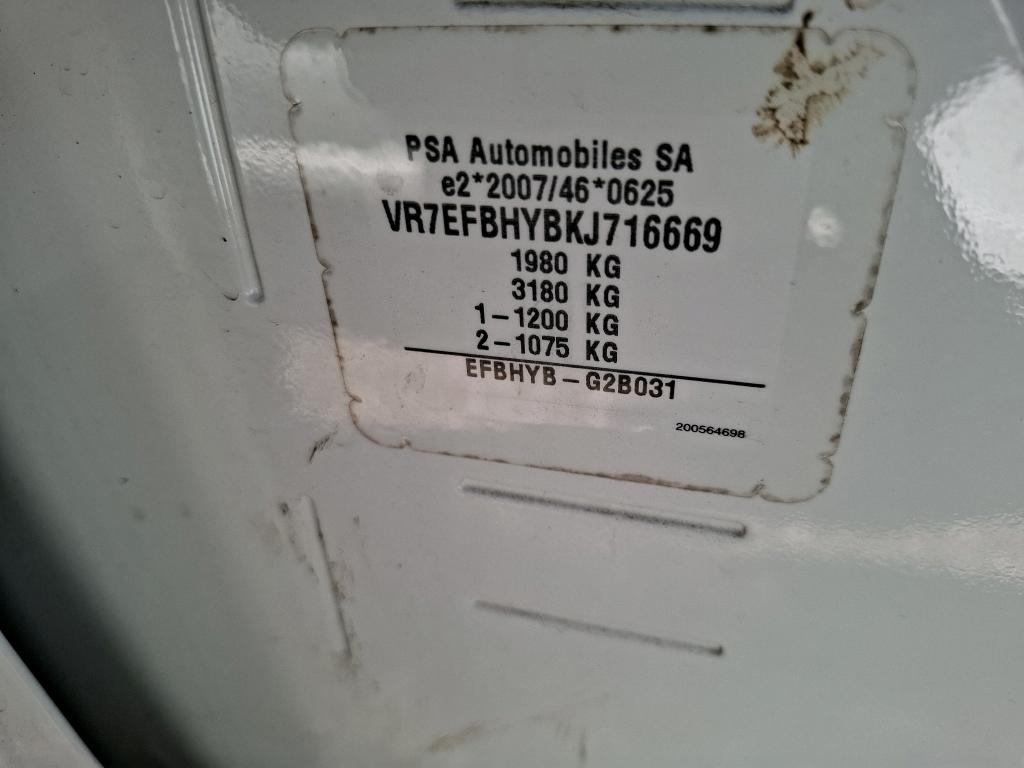 PSA Automobiles SA
e2*2007/46*0625
VR7EFBHYBKJ716669
1980 KG
3180 KG
1-1200 KG
2-1075 KG
EFBHYB-G2B031
200564698